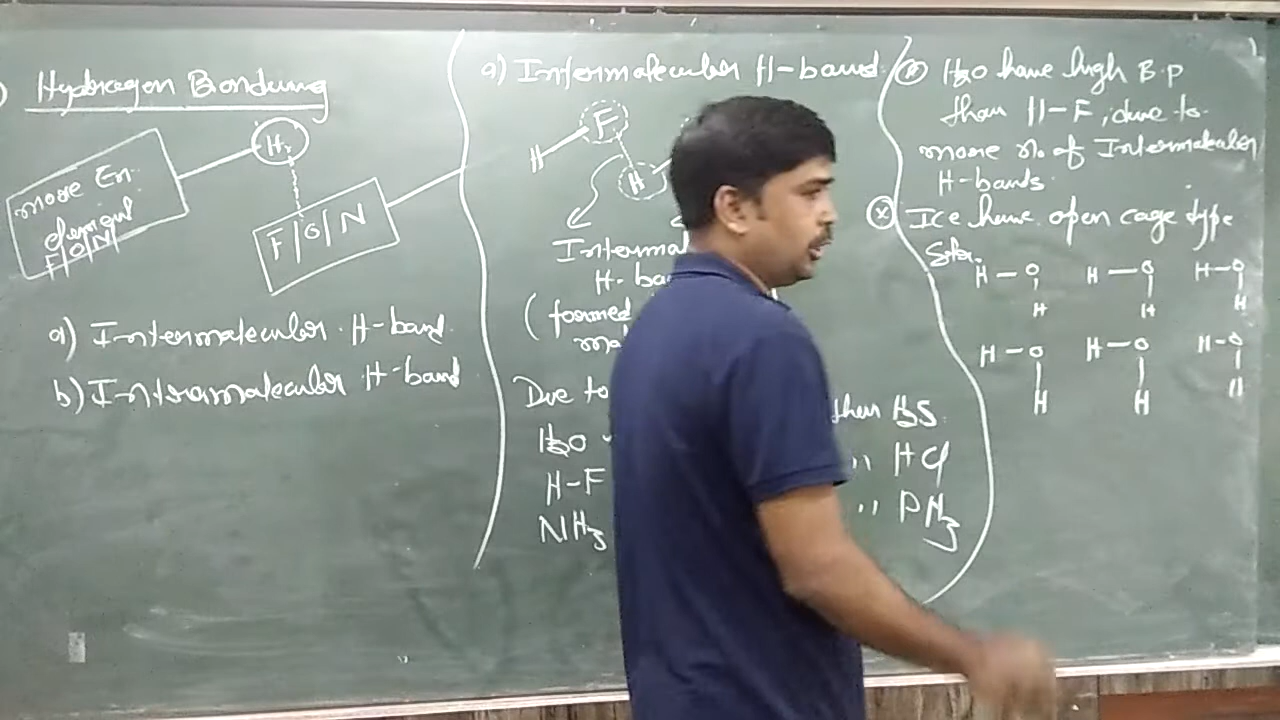 ) Hydrogen Bonding
more En.
element
F/O/N
H
F/O/N
a) Intermolecular H-bond
b) Intramolecular H-bond
a) Intermolecular H-bond
F
H
H
Intermo
H-bo
(formed
mo
Due to
than H2S
H2O
,, HCl
H-F
,, PH3
NH3
H2O have high B.P
than H-F, due to
more no. of Intermolecular
H-bonds
(x) Ice have open cage type
Str.
H-O H-O H-O
H H H
H-O H-O H-O
H H H